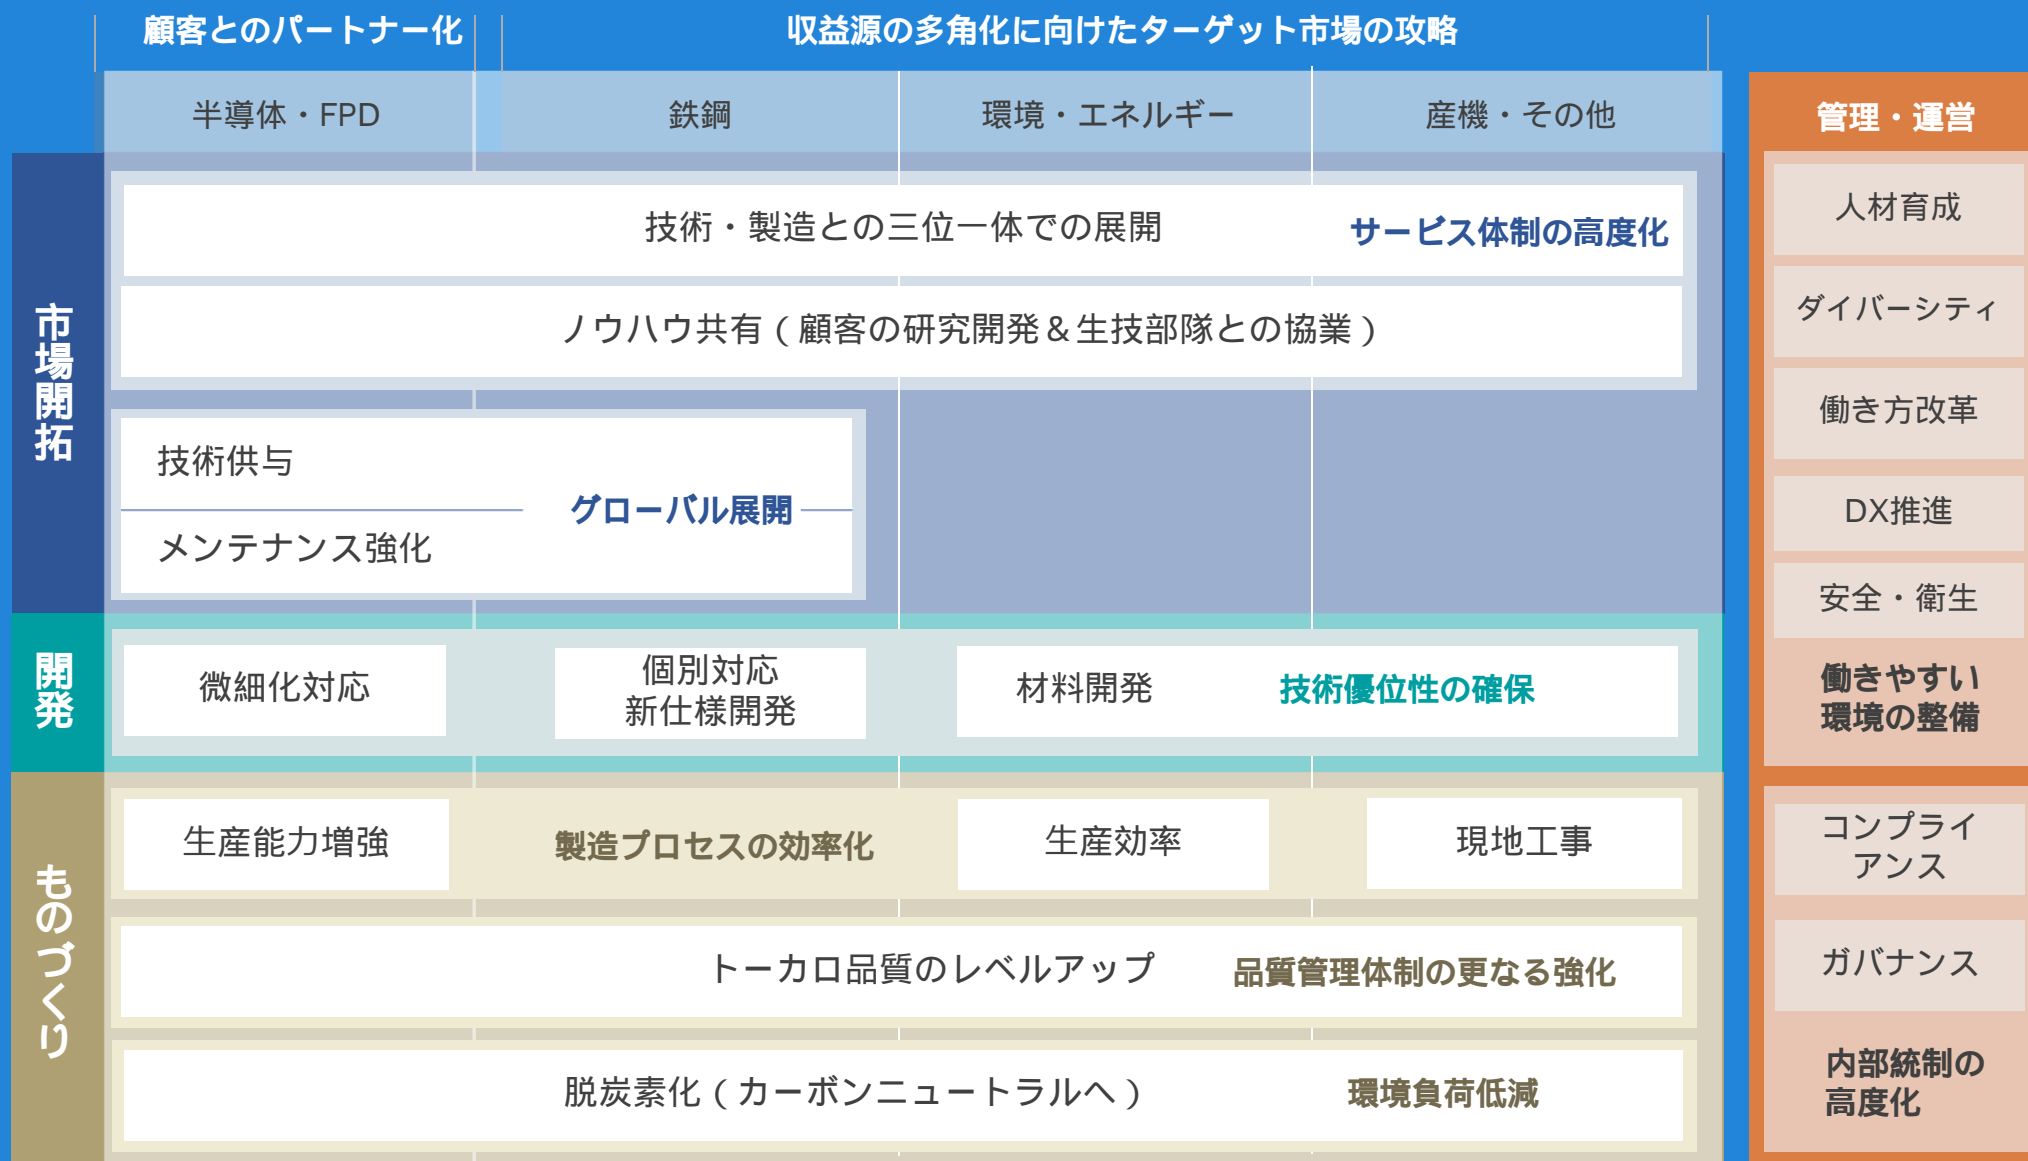 顧客とのパートナー化
収益源の多角化に向けたターゲット市場の攻略
半導体・FPD
鉄鋼
環境・エネルギー
産機・その他
市場開拓
技術・製造との三位一体での展開
サービス体制の高度化
ノウハウ共有(顧客の研究開発&生技部隊との協業)
技術供与
グローバル展開
メンテナンス強化
開発
微細化対応
個別対応
新仕様開発
材料開発
技術優位性の確保
ものづくり
生産能力増強
製造プロセスの効率化
生産効率
現地工事
トーカロ品質のレベルアップ
品質管理体制の更なる強化
脱炭素化(カーボンニュートラルへ)
環境負荷低減
管理・運営
人材育成
ダイバーシティ
働き方改革
DX推進
安全・衛生
働きやすい
環境の整備
コンプライ
アンス
ガバナンス
内部統制の
高度化